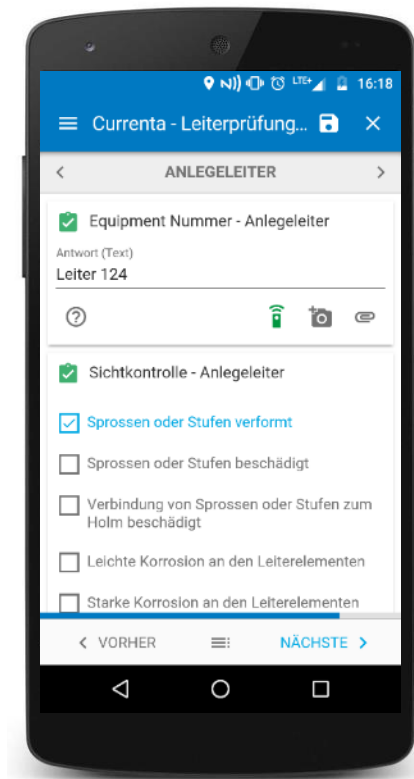 LTE+ 16:18
Currenta - Leiterprüfung...
ANLEGELEITER
Equipment Nummer - Anlegeleiter
Antwort (Text)
Leiter 124
Sichtkontrolle - Anlegeleiter
Sprossen oder Stufen verformt
Sprossen oder Stufen beschädigt
Verbindung von Sprossen oder Stufen zum
Holm beschädigt
Leichte Korrosion an den Leiterelementen
Starke Korrosion an den Leiterelementen
VORHER NÄCHSTE